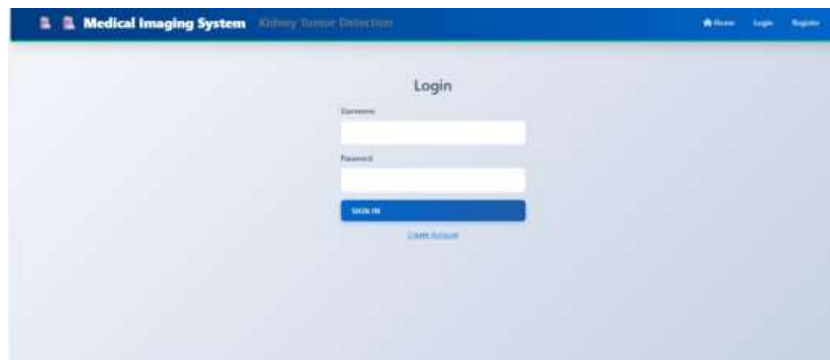 Medical Imaging System Kidney Tumor Detection
Home Login Register
Login
Username
Password
SIGN IN
Create Account